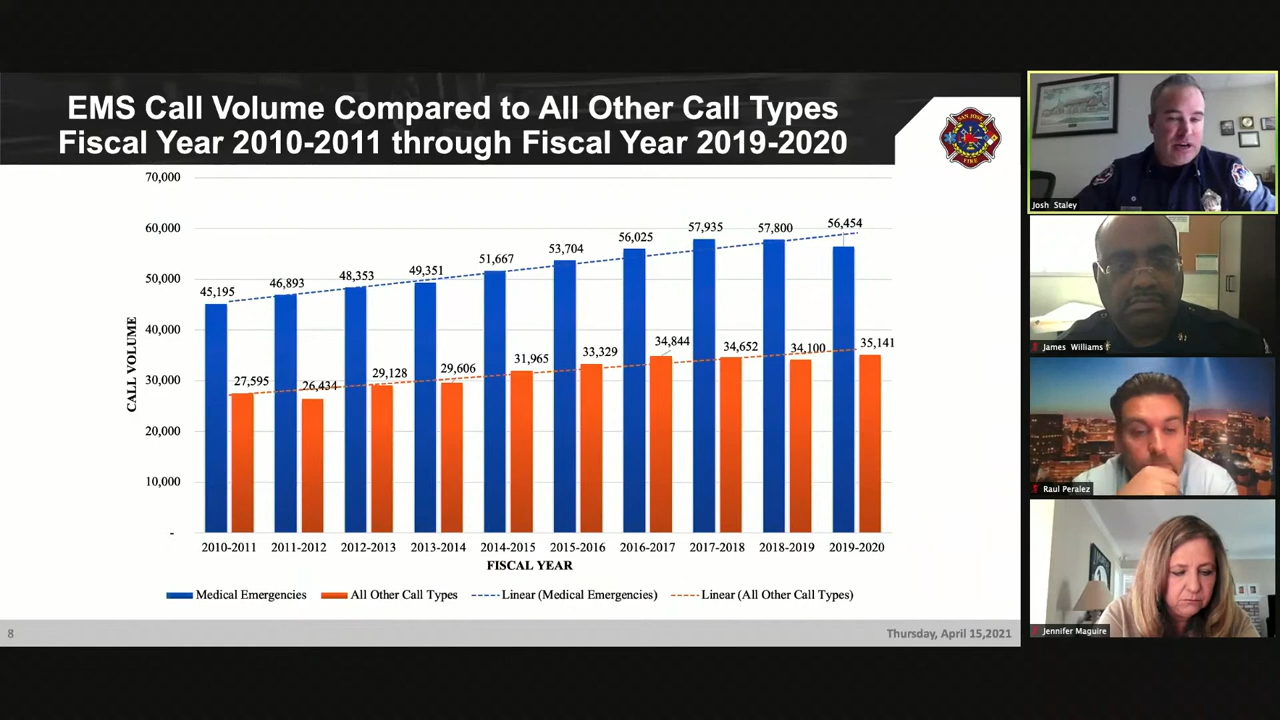 EMS Call Volume Compared to All Other Call Types
Fiscal Year 2010-2011 through Fiscal Year 2019-2020
SAN JOSE
FIRE
70,000
60,000
50,000
40,000
30,000
20,000
10,000
-
CALL VOLUME
45,195
46,893
48,353
49,351
51,667
53,704
56,025
57,935
57,800
56,454
27,595
26,434
29,128
29,606
31,965
33,329
34,844
34,652
34,100
35,141
2010-2011 2011-2012 2012-2013 2013-2014 2014-2015 2015-2016 2016-2017 2017-2018 2018-2019 2019-2020
FISCAL YEAR
Medical Emergencies All Other Call Types Linear (Medical Emergencies) Linear (All Other Call Types)
8 Thursday, April 15,2021
Josh Staley
James Williams
Raul Peralez
Jennifer Maguire